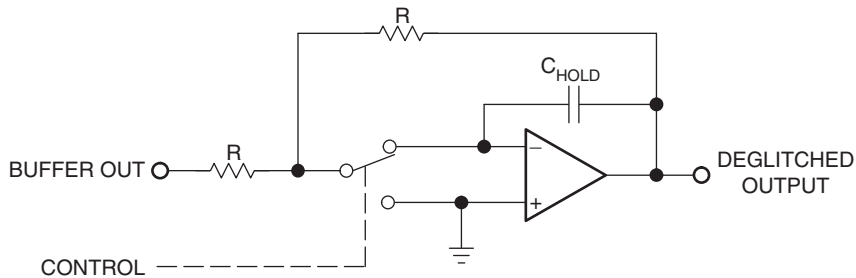 R
C_HOLD
R
BUFFER OUT
−
+
DEGLITCHED
OUTPUT
CONTROL